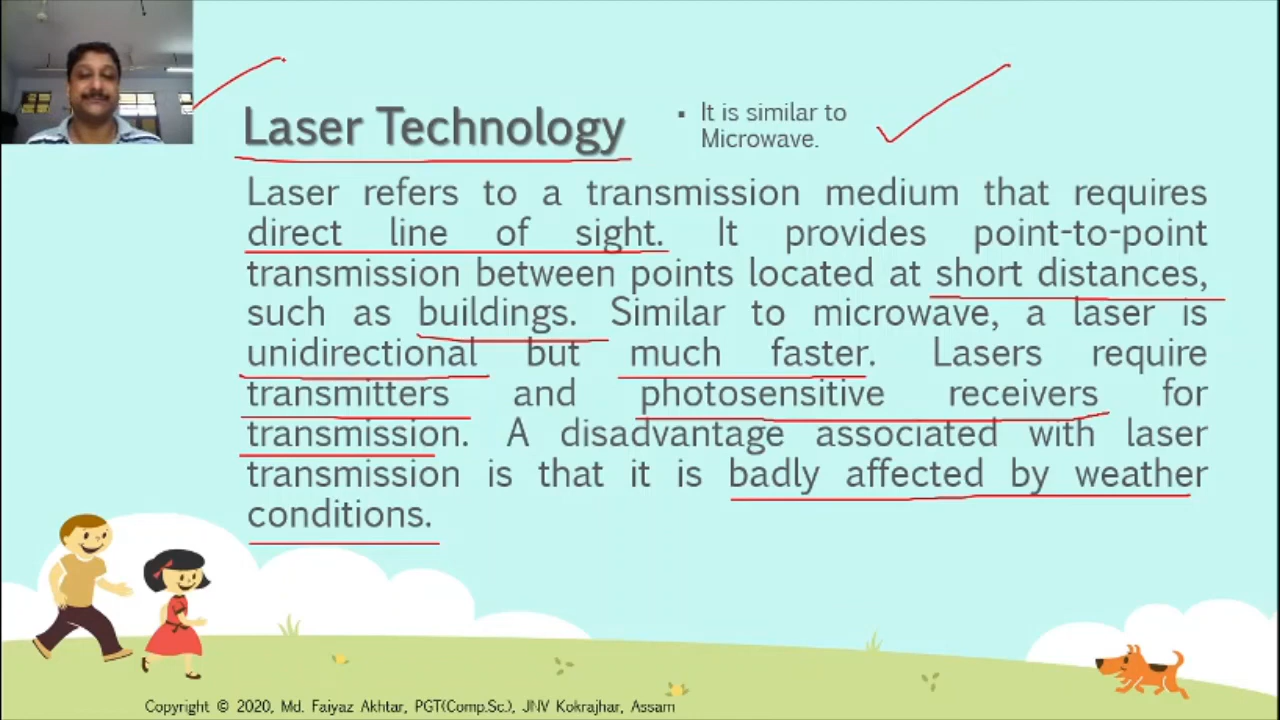 Laser Technology
▪ It is similar to
Microwave.
Laser refers to a transmission medium that requires
direct line of sight. It provides point-to-point
transmission between points located at short distances,
such as buildings. Similar to microwave, a laser is
unidirectional but much faster. Lasers require
transmitters and photosensitive receivers for
transmission. A disadvantage associated with laser
transmission is that it is badly affected by weather
conditions.
Copyright © 2020, Md. Faiyaz Akhtar, PGT(Comp.Sc.), JNV Kokrajhar, Assam